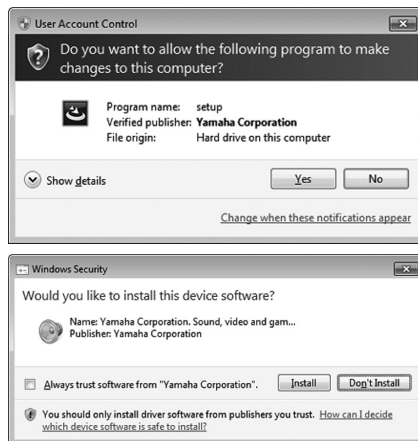 User Account Control
Do you want to allow the following program to make
changes to this computer?
Program name: setup
Verified publisher: Yamaha Corporation
File origin: Hard drive on this computer
Show details
Yes
No
Change when these notifications appear
Windows Security
Would you like to install this device software?
Name: Yamaha Corporation. Sound, video and gam...
Publisher: Yamaha Corporation
Always trust software from "Yamaha Corporation".
Install
Don't Install
You should only install driver software from publishers you trust. How can I decide
which device software is safe to install?